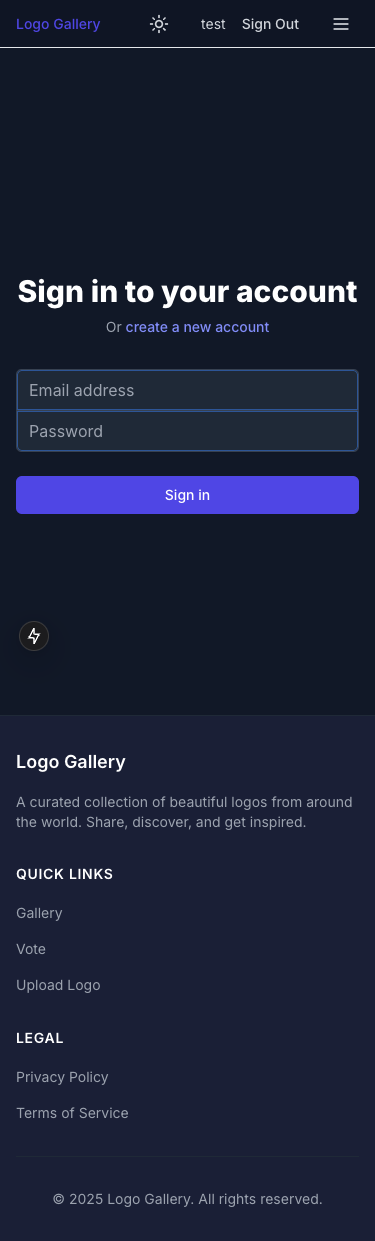 Logo Gallery
test
Sign Out
Sign in to your account
Or create a new account
Email address
Password
Sign in
Logo Gallery
A curated collection of beautiful logos from around
the world. Share, discover, and get inspired.
QUICK LINKS
Gallery
Vote
Upload Logo
LEGAL
Privacy Policy
Terms of Service
© 2025 Logo Gallery. All rights reserved.